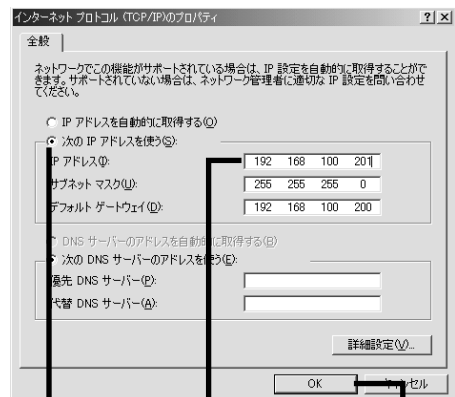 インターネット プロトコル (TCP/IP)のプロパティ ? ×
全般
ネットワークでこの機能がサポートされている場合は、IP 設定を自動的に取得することがで
きます。サポートされていない場合は、ネットワーク管理者に適切な IP 設定を問い合わせ
てください。
IP アドレスを自動的に取得する(O)
次の IP アドレスを使う(S):
IP アドレス(I): 192 168 100 201
サブネット マスク(U): 255 255 255 0
デフォルト ゲートウェイ(D): 192 168 100 200
DNS サーバーのアドレスを自動的に取得する(B)
次の DNS サーバーのアドレスを使う(E):
優先 DNS サーバー(P):
代替 DNS サーバー(A):
詳細設定(V)...
OK キャンセル